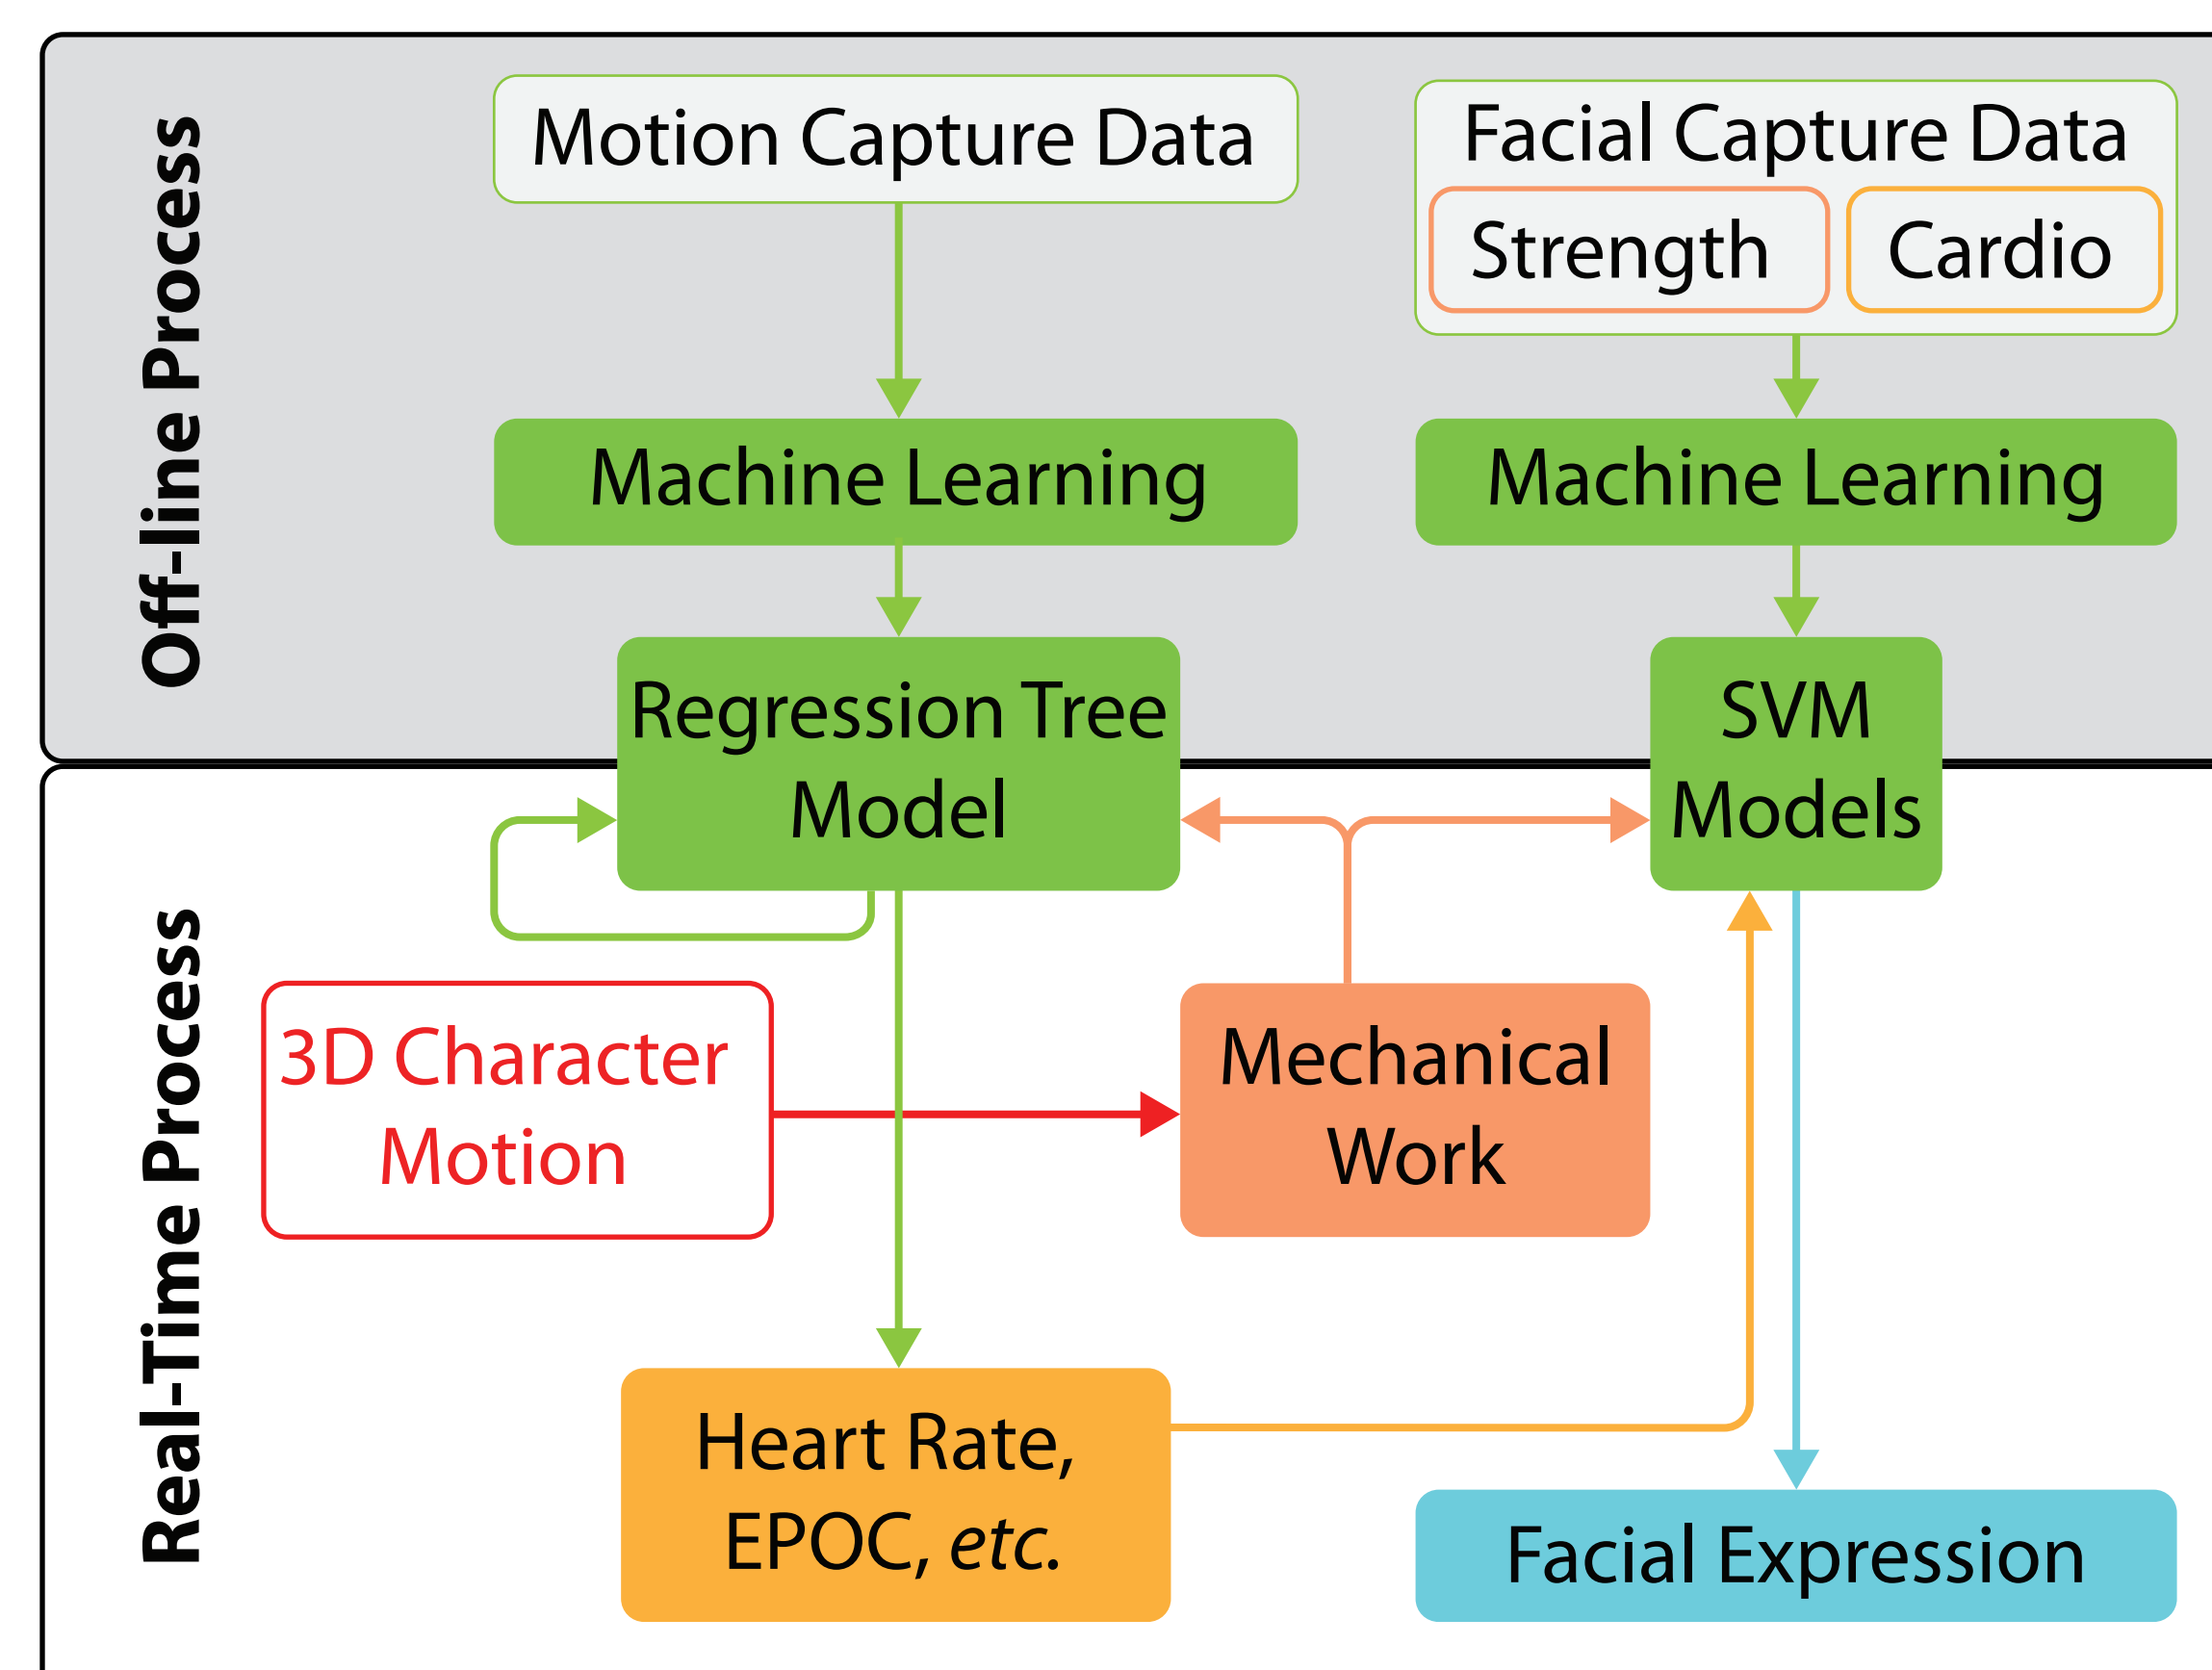 Off-line Process
Motion Capture Data
Facial Capture Data
Strength
Cardio
Machine Learning
Machine Learning
Regression Tree
Model
SVM
Models
Real-Time Process
3D Character
Motion
Mechanical
Work
Heart Rate,
EPOC, etc.
Facial Expression